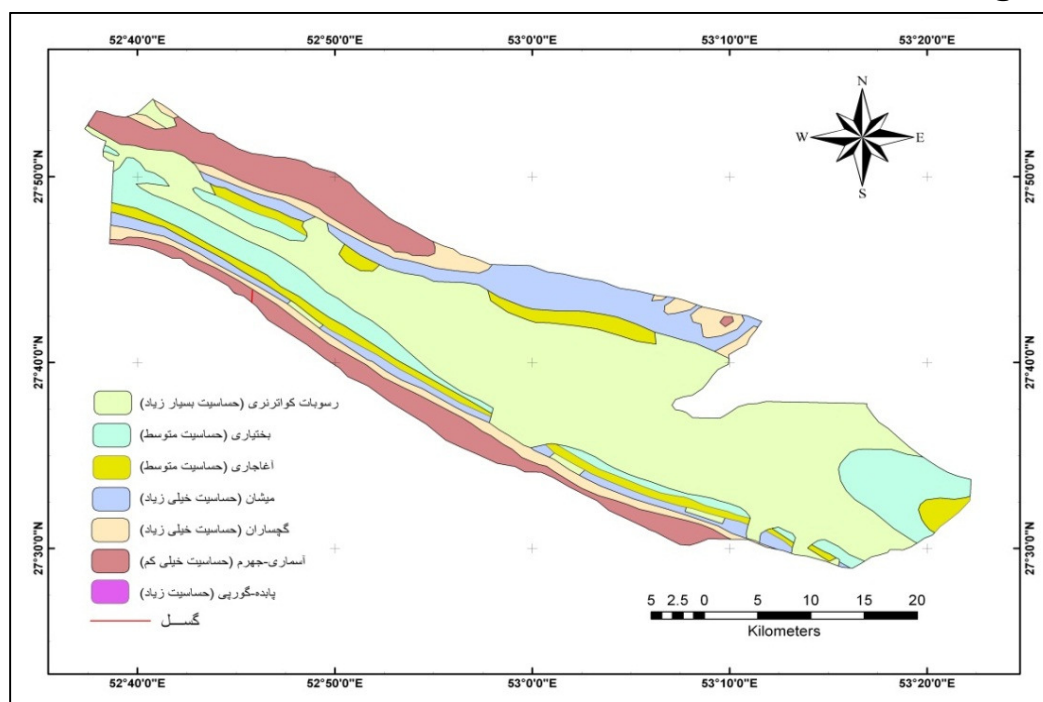 52°40'0"E 52°50'0"E 53°0'0"E 53°10'0"E 53°20'0"E
N
W E
S
27°50'0"N 27°50'0"N
27°40'0"N 27°40'0"N
27°30'0"N 27°30'0"N
رسوبات کواترنری (حساسیت بسیار زیاد)
بختیاری (حساسیت متوسط)
آغاجاری (حساسیت متوسط)
میشان (حساسیت خیلی زیاد)
گچساران (حساسیت خیلی زیاد)
آسماری-جهرم (حساسیت خیلی کم)
پابده-گورپی (حساسیت زیاد)
گســل
5 2.5 0 5 10 15 20
Kilometers
52°40'0"E 52°50'0"E 53°0'0"E 53°10'0"E 53°20'0"E